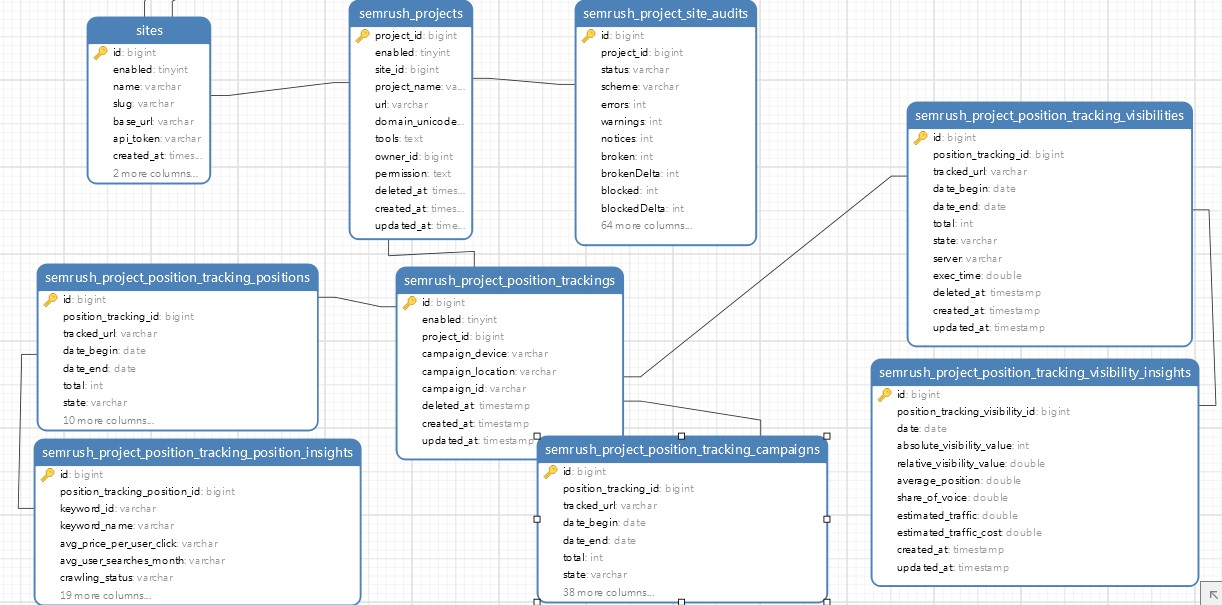 sites
id: bigint
enabled: tinyint
name: varchar
slug: varchar
base_url: varchar
api_token: varchar
created_at: times...
2 more columns...
semrush_projects
project_id: bigint
enabled: tinyint
site_id: bigint
project_name: va...
url: varchar
domain_unicode...
tools: text
owner_id: bigint
permission: text
deleted_at: times...
created_at: times...
updated_at: time...
semrush_project_site_audits
id: bigint
project_id: bigint
status: varchar
scheme: varchar
errors: int
warnings: int
notices: int
broken: int
brokenDelta: int
blocked: int
blockedDelta: int
64 more columns...
semrush_project_position_tracking_visibilities
id: bigint
position_tracking_id: bigint
tracked_url: varchar
date_begin: date
date_end: date
total: int
state: varchar
server: varchar
exec_time: double
deleted_at: timestamp
created_at: timestamp
updated_at: timestamp
semrush_project_position_tracking_positions
id: bigint
position_tracking_id: bigint
tracked_url: varchar
date_begin: date
date_end: date
total: int
state: varchar
10 more columns...
semrush_project_position_trackings
id: bigint
enabled: tinyint
project_id: bigint
campaign_device: varchar
campaign_location: varchar
campaign_id: varchar
deleted_at: timestamp
created_at: timestamp
updated_at: timestamp
semrush_project_position_tracking_visibility_insights
id: bigint
position_tracking_visibility_id: bigint
date: date
absolute_visibility_value: int
relative_visibility_value: double
average_position: double
share_of_voice: double
estimated_traffic: double
estimated_traffic_cost: double
created_at: timestamp
updated_at: timestamp
semrush_project_position_tracking_position_insights
id: bigint
position_tracking_position_id: bigint
keyword_id: varchar
keyword_name: varchar
avg_price_per_user_click: varchar
avg_user_searches_month: varchar
crawling_status: varchar
19 more columns...
semrush_project_position_tracking_campaigns
id: bigint
position_tracking_id: bigint
tracked_url: varchar
date_begin: date
date_end: date
total: int
state: varchar
38 more columns...